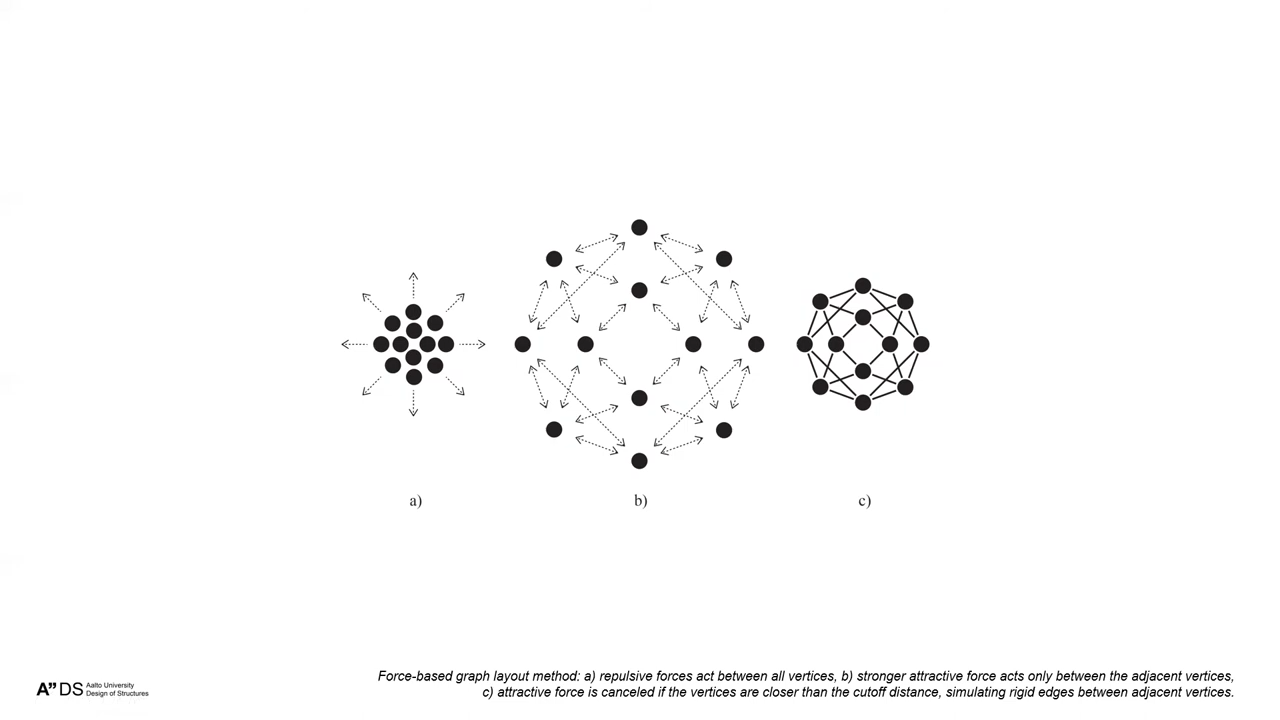 a)
b)
c)
Force-based graph layout method: a) repulsive forces act between all vertices, b) stronger attractive force acts only between the adjacent vertices,
c) attractive force is canceled if the vertices are closer than the cutoff distance, simulating rigid edges between adjacent vertices.
A” DS
Aalto University
Design of Structures